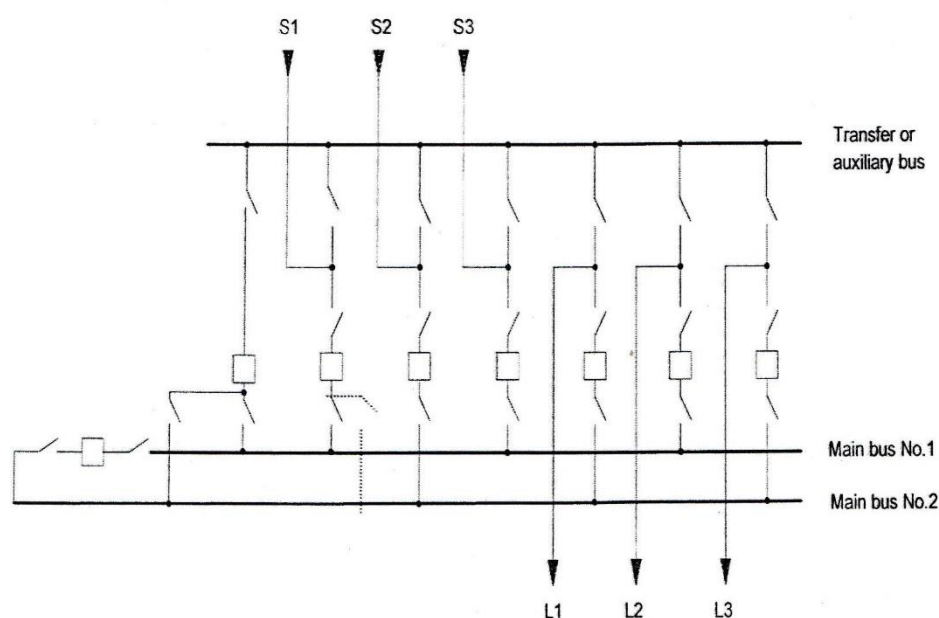 S1
S2
S3
Transfer or
auxiliary bus
Main bus No.1
Main bus No.2
L1
L2
L3